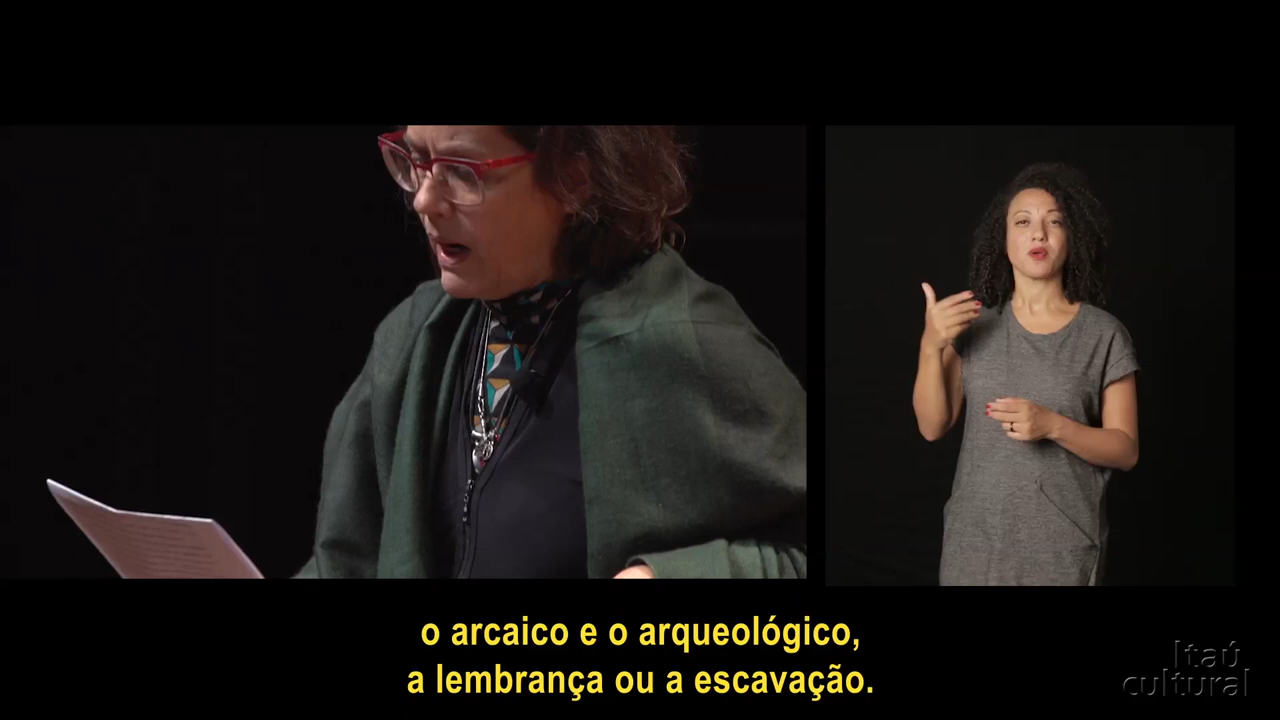 o arcaico e o arqueológico,
a lembrança ou a escavação.
Itaú
cultural